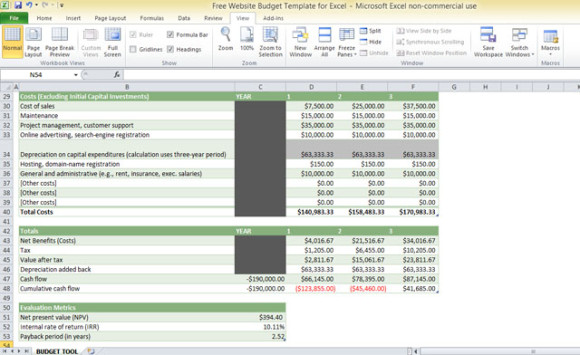 Free Website Budget Template for Excel - Microsoft Excel non-commercial use
File Home Insert Page Layout Formulas Data Review View Add-Ins
Normal Page Layout Page Break Preview Custom Views Full Screen
Workbook Views
Ruler Formula Bar
Gridlines Headings
Show
Zoom 100% Zoom to Selection
Zoom
New Window Arrange All Freeze Panes
Split View Side by Side
Hide Synchronous Scrolling
Unhide Reset Window Position
Save Workspace Switch Windows
Window
Macros
Macros
N54 fx
A B C D E F G H I J
29 Costs (Excluding Initial Capital Investments) YEAR 1 2 3
30 Cost of sales $7,500.00 $25,000.00 $37,500.00
31 Maintenance $15,000.00 $15,000.00 $15,000.00
32 Project management, customer support $35,000.00 $35,000.00 $35,000.00
33 Online advertising, search-engine registration $10,000.00 $10,000.00 $10,000.00
34 Depreciation on capital expenditures (calculation uses three-year period) $63,333.33 $63,333.33 $63,333.33
35 Hosting, domain-name registration $150.00 $150.00 $150.00
36 General and administrative (e.g., rent, insurance, exec. salaries) $10,000.00 $10,000.00 $10,000.00
37 [Other costs] $0.00 $0.00 $0.00
38 [Other costs] $0.00 $0.00 $0.00
39 [Other costs] $0.00 $0.00 $0.00
40 Total Costs $140,983.33 $158,483.33 $170,983.33
41
42 Totals YEAR 1 2 3
43 Net Benefits (Costs) $4,016.67 $21,516.67 $34,016.67
44 Tax $1,205.00 $6,455.00 $10,205.00
45 Value after tax $2,811.67 $15,061.67 $23,811.67
46 Depreciation added back $63,333.33 $63,333.33 $63,333.33
47 Cash flow -$190,000.00 $66,145.00 $78,395.00 $87,145.00
48 Cumulative cash flow -$190,000.00 ($123,855.00) ($45,460.00) $41,685.00
49
50 Evaluation Metrics
51 Net present value (NPV) $394.40
52 Internal rate of return (IRR) 10.11%
53 Payback period (in years) 2.52
54
BUDGET TOOL